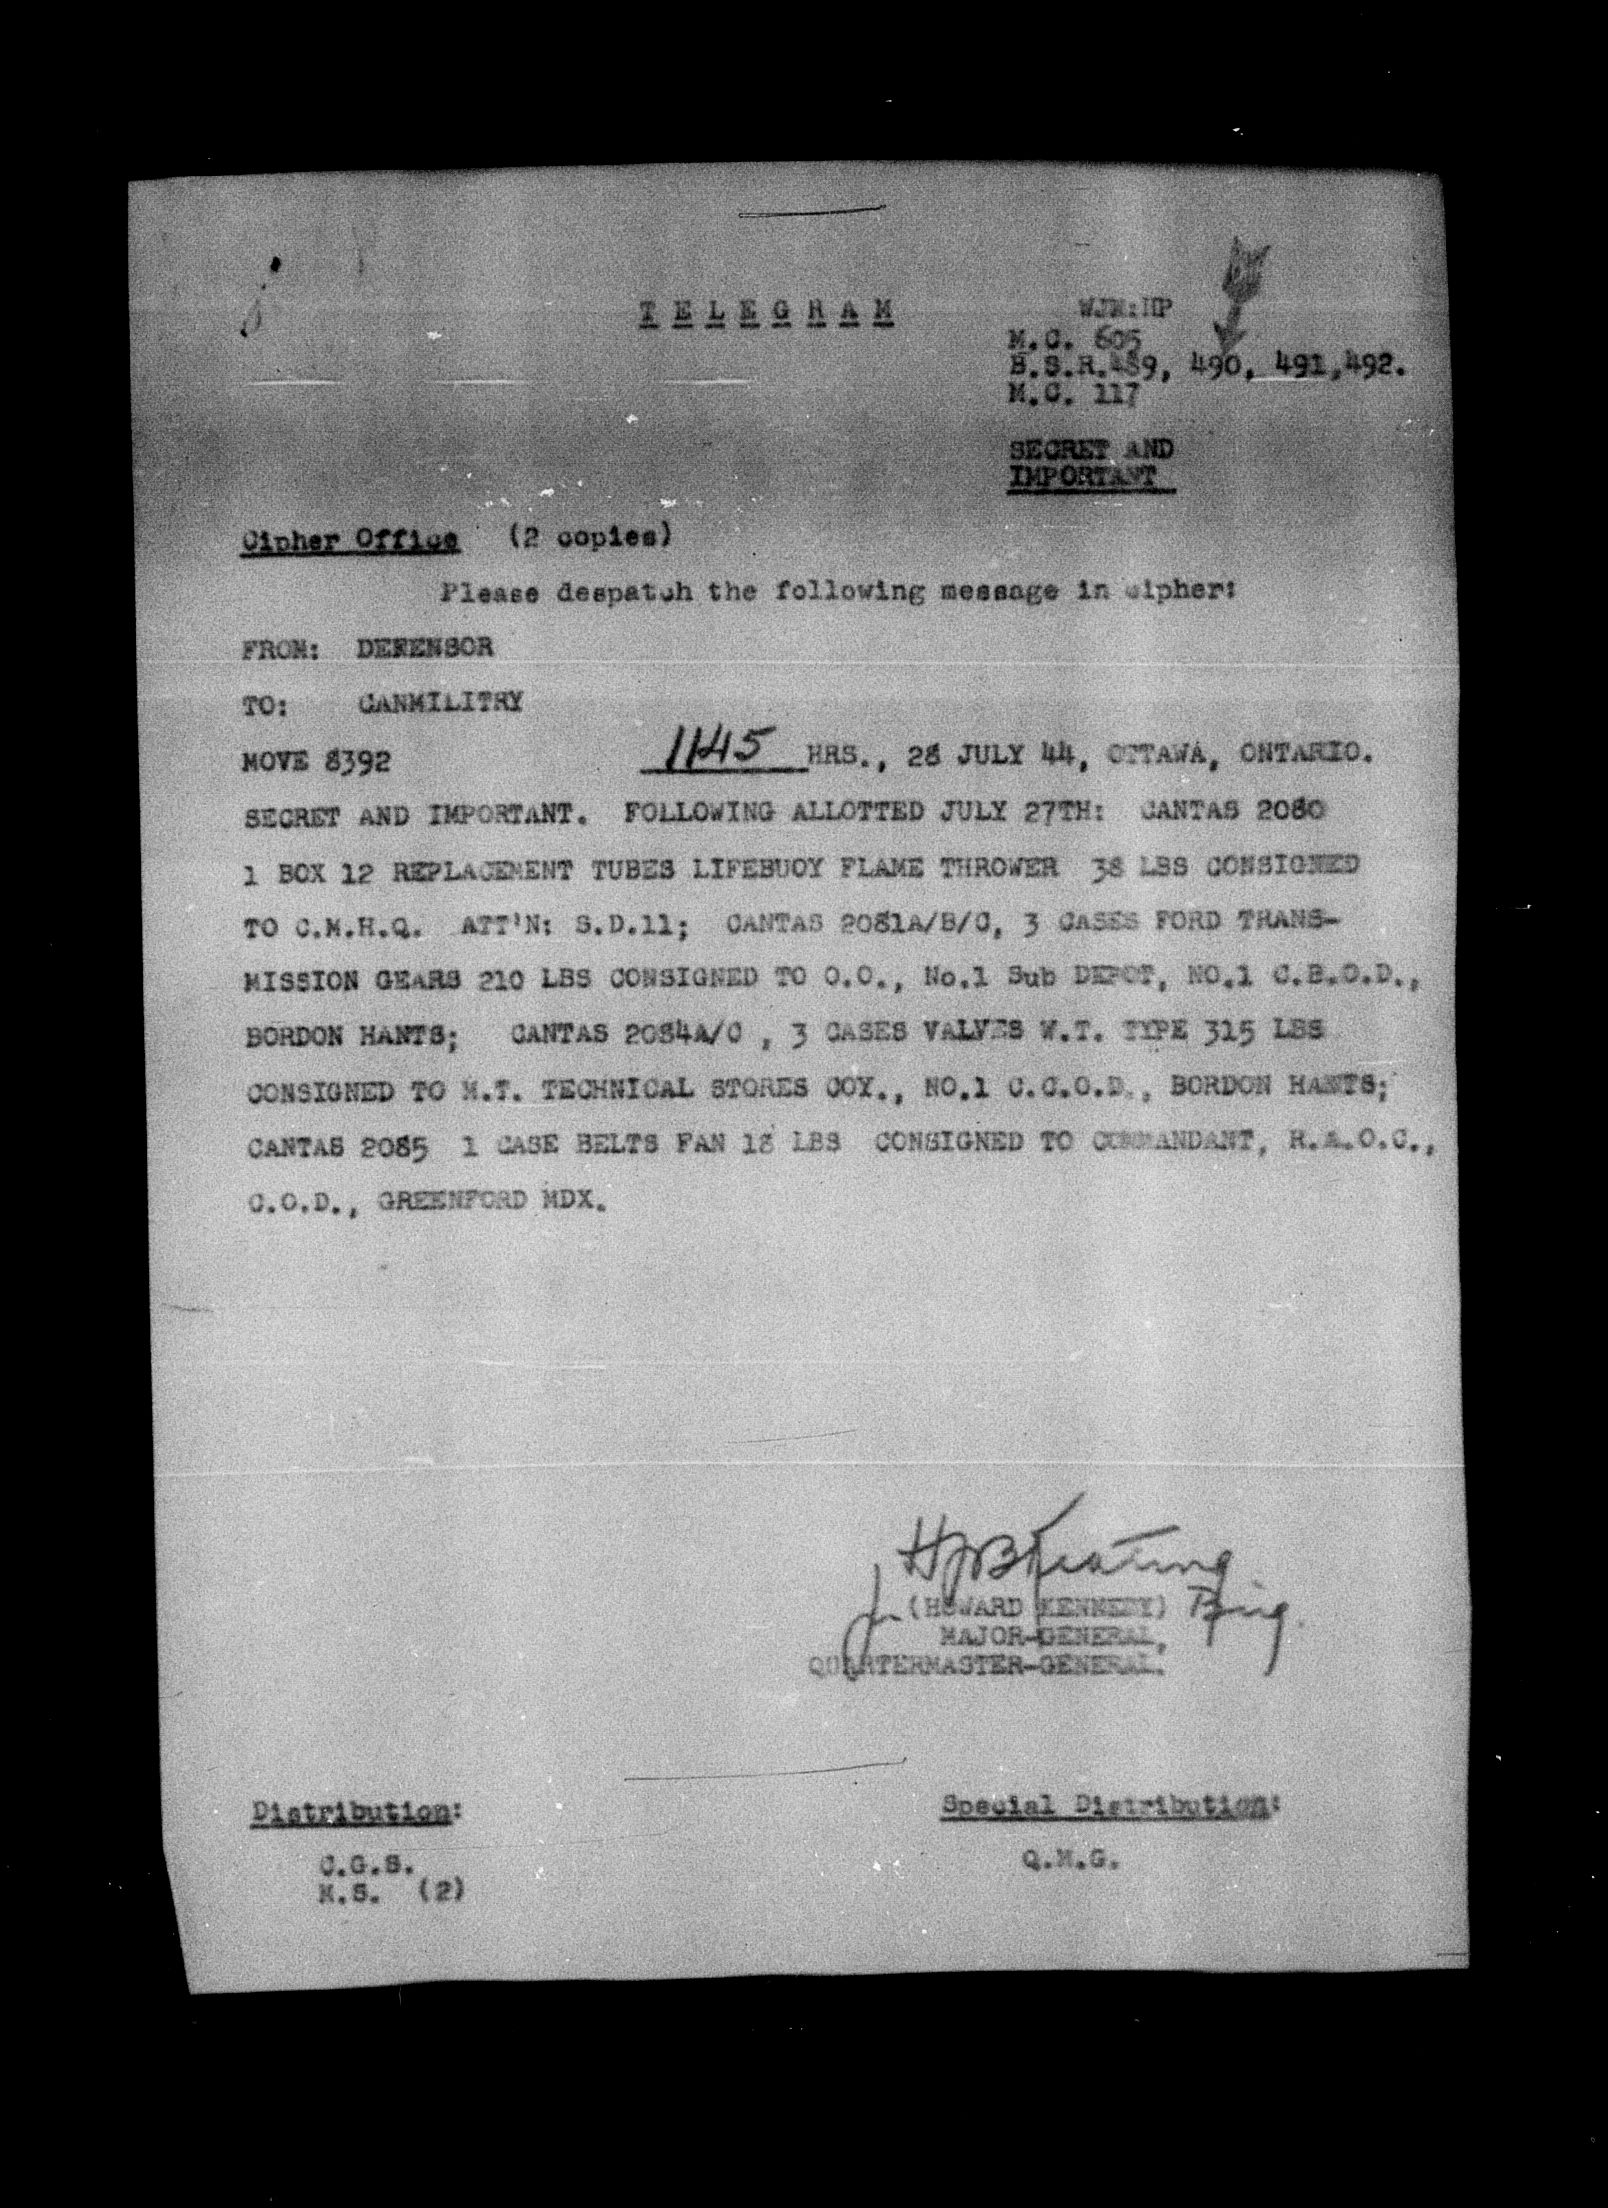 TELEGRAM
WJM:HP
M.C. 605
B.S.R.489, 490, 491,492.
M.C. 117
SECRET AND
IMPORTANT
Cipher Office (2 copies)
Please despatch the following message in cipher:
FROM: DEFENSOR
TO: CANMILITRY
MOVE 8392 1145 HRS., 28 JULY 44, OTTAWA, ONTARIO.
SECRET AND IMPORTANT. FOLLOWING ALLOTTED JULY 27TH: CANTAS 2080
1 BOX 12 REPLACEMENT TUBES LIFEBUOY FLAME THROWER 38 LBS CONSIGNED
TO C.M.H.Q. ATT'N: S.D.11; CANTAS 2081A/B/C, 3 CASES FORD TRANS-
MISSION GEARS 210 LBS CONSIGNED TO O.O., No.1 Sub DEPOT, NO.1 C.B.O.D.,
BORDON HANTS; CANTAS 2084A/C , 3 CASES VALVES W.T. TYPE 315 LBS
CONSIGNED TO M.T. TECHNICAL STORES COY., NO.1 C.C.O.D., BORDON HANTS;
CANTAS 2085 1 CASE BELTS FAN 18 LBS CONSIGNED TO COMMANDANT, R.A.O.C.,
C.O.D., GREENFORD MDX.
Keating
(HOWARD KENNEDY) Brig.
MAJOR-GENERAL,
QUARTERMASTER-GENERAL.
Distribution:
C.G.S.
M.S. (2)
Special Distribution:
Q.M.G.